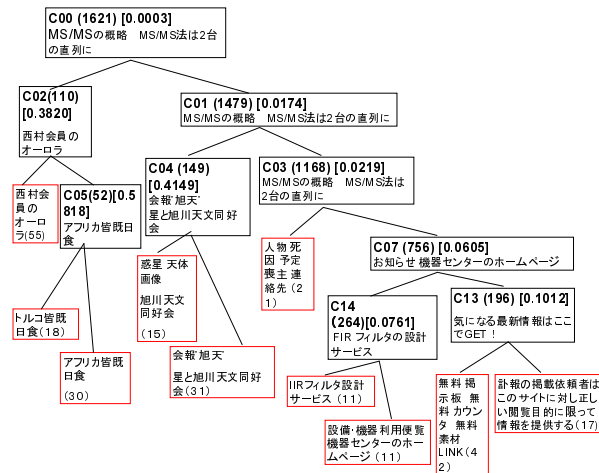 C00 (1621) [0.0003)
MS/MSの概略　MS/MS法は2台
の直列に
C02(110)
[0.3820]
西村会員の
オーロラ
C01 (1479) [0.0174)
MS/MSの概略　MS/MS法は2台の直列に
C04 (149)
[0.4149]
会報"旭天"
星と旭川天文同好
会
C03 (1168) [0.0219]
MS/MSの概略　MS/MS法は
2台の直列に
西村会
員の
オーロ
ラ(55)
C05(52)[0.5
818]
アフリカ皆既日
食
惑星 天体
画像
旭川天文
同好会
(15)
人物 死
因 予定
喪主 連
絡先 (2
1)
C07 (756) [0.0605)
お知らせ 機器センターのホームページ
C14
(264)[0.0761]
FIR フィルタの設計
サービス
C13 (196) [0.1012)
気になる最新情報はここ
でGET！
トルコ皆既
日食(18)
アフリカ皆既
日食
(30)
会報"旭天"
星と旭川天文同好
会(31)
IIRフィルタ設計
サービス (11)
設備・機器利用便覧
機器センターのホー
ムページ (11)
無料 掲
示板 無
料 カウン
タ 無料
素材
LINK(4
2)
訃報の掲載依頼者は
このサイトに対し正し
い閲覧目的に限って
情報を提供する(17)